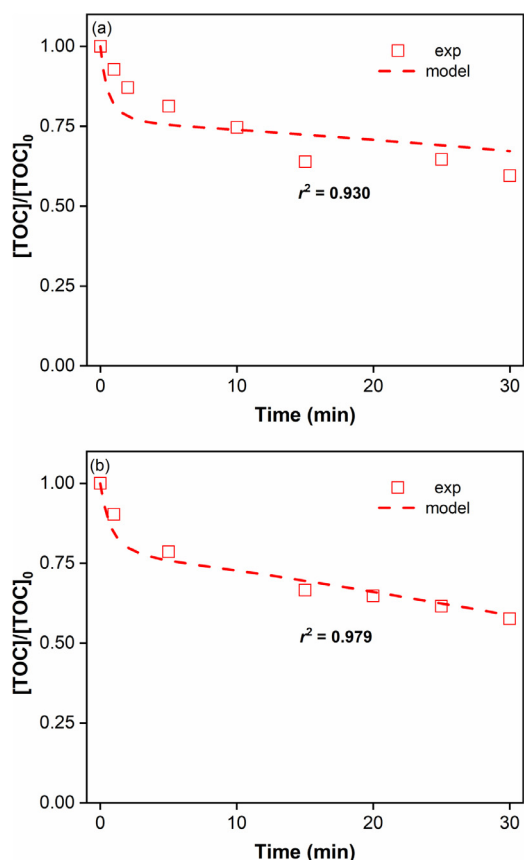 (a)
1.00
0.75
0.50
0.25
0.00
[TOC]/[TOC]₀
exp
model
r² = 0.930
0 10 20 30
Time (min)
(b)
1.00
0.75
0.50
0.25
0.00
[TOC]/[TOC]₀
exp
model
r² = 0.979
0 10 20 30
Time (min)